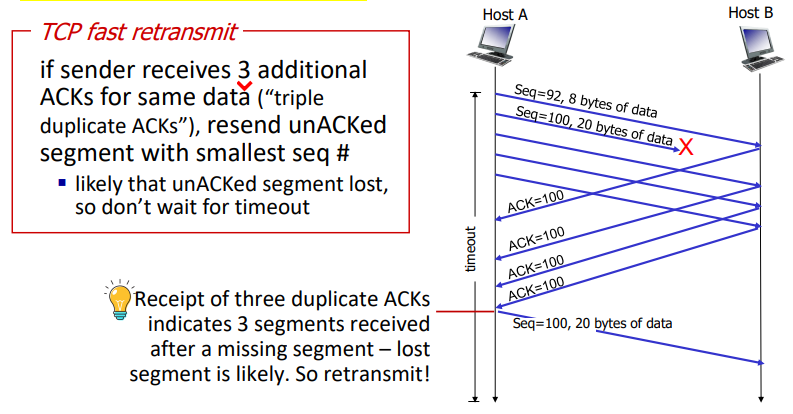 TCP fast retransmit
if sender receives 3 additional
ACKs for same data (“triple
duplicate ACKs”), resend unACKed
segment with smallest seq #
▪ likely that unACKed segment lost,
so don’t wait for timeout
Receipt of three duplicate ACKs
indicates 3 segments received
after a missing segment – lost
segment is likely. So retransmit!
Host A
Host B
Seq=92, 8 bytes of data
Seq=100, 20 bytes of data
X
ACK=100
ACK=100
ACK=100
ACK=100
timeout
Seq=100, 20 bytes of data